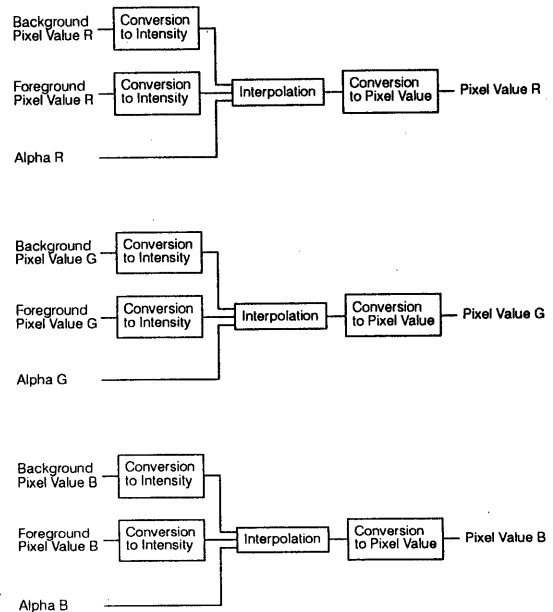 Background
Pixel Value R
Conversion
to Intensity
Foreground
Pixel Value R
Conversion
to Intensity
Interpolation
Conversion
to Pixel Value
Pixel Value R
Alpha R
Background
Pixel Value G
Conversion
to Intensity
Foreground
Pixel Value G
Conversion
to Intensity
Interpolation
Conversion
to Pixel Value
Pixel Value G
Alpha G
Background
Pixel Value B
Conversion
to Intensity
Foreground
Pixel Value B
Conversion
to Intensity
Interpolation
Conversion
to Pixel Value
Pixel Value B
Alpha B